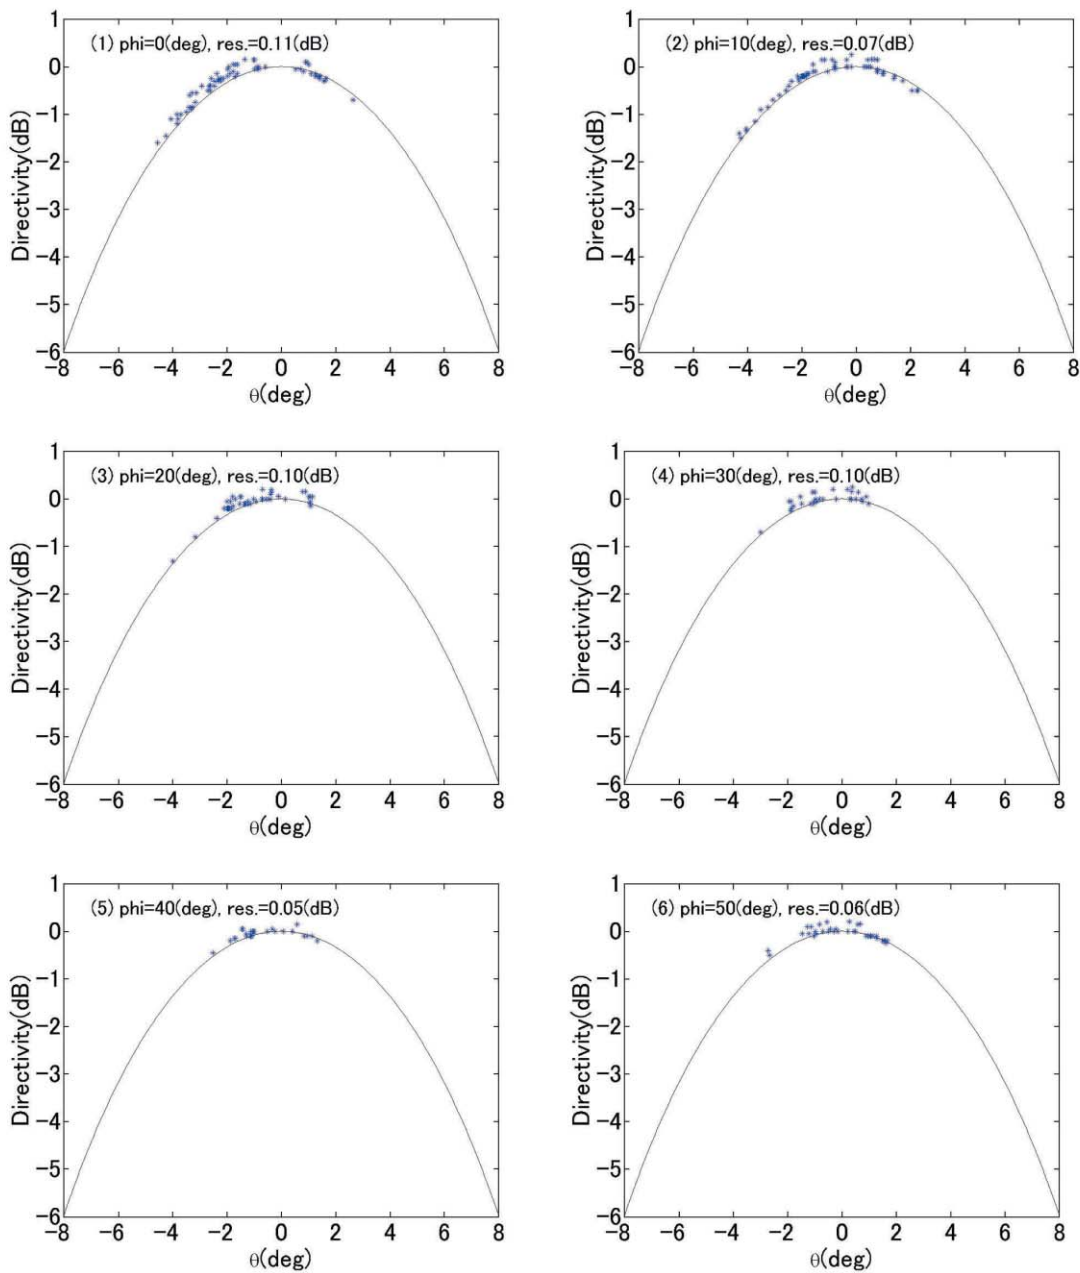 (1) phi=0(deg), res.=0.11(dB)
1
0
−1
−2
−3
−4
−5
−6
Directivity(dB)
−8 −6 −4 −2 0 2 4 6 8
θ(deg)
(2) phi=10(deg), res.=0.07(dB)
1
0
−1
−2
−3
−4
−5
−6
Directivity(dB)
−8 −6 −4 −2 0 2 4 6 8
θ(deg)
(3) phi=20(deg), res.=0.10(dB)
1
0
−1
−2
−3
−4
−5
−6
Directivity(dB)
−8 −6 −4 −2 0 2 4 6 8
θ(deg)
(4) phi=30(deg), res.=0.10(dB)
1
0
−1
−2
−3
−4
−5
−6
Directivity(dB)
−8 −6 −4 −2 0 2 4 6 8
θ(deg)
(5) phi=40(deg), res.=0.05(dB)
1
0
−1
−2
−3
−4
−5
−6
Directivity(dB)
−8 −6 −4 −2 0 2 4 6 8
θ(deg)
(6) phi=50(deg), res.=0.06(dB)
1
0
−1
−2
−3
−4
−5
−6
Directivity(dB)
−8 −6 −4 −2 0 2 4 6 8
θ(deg)